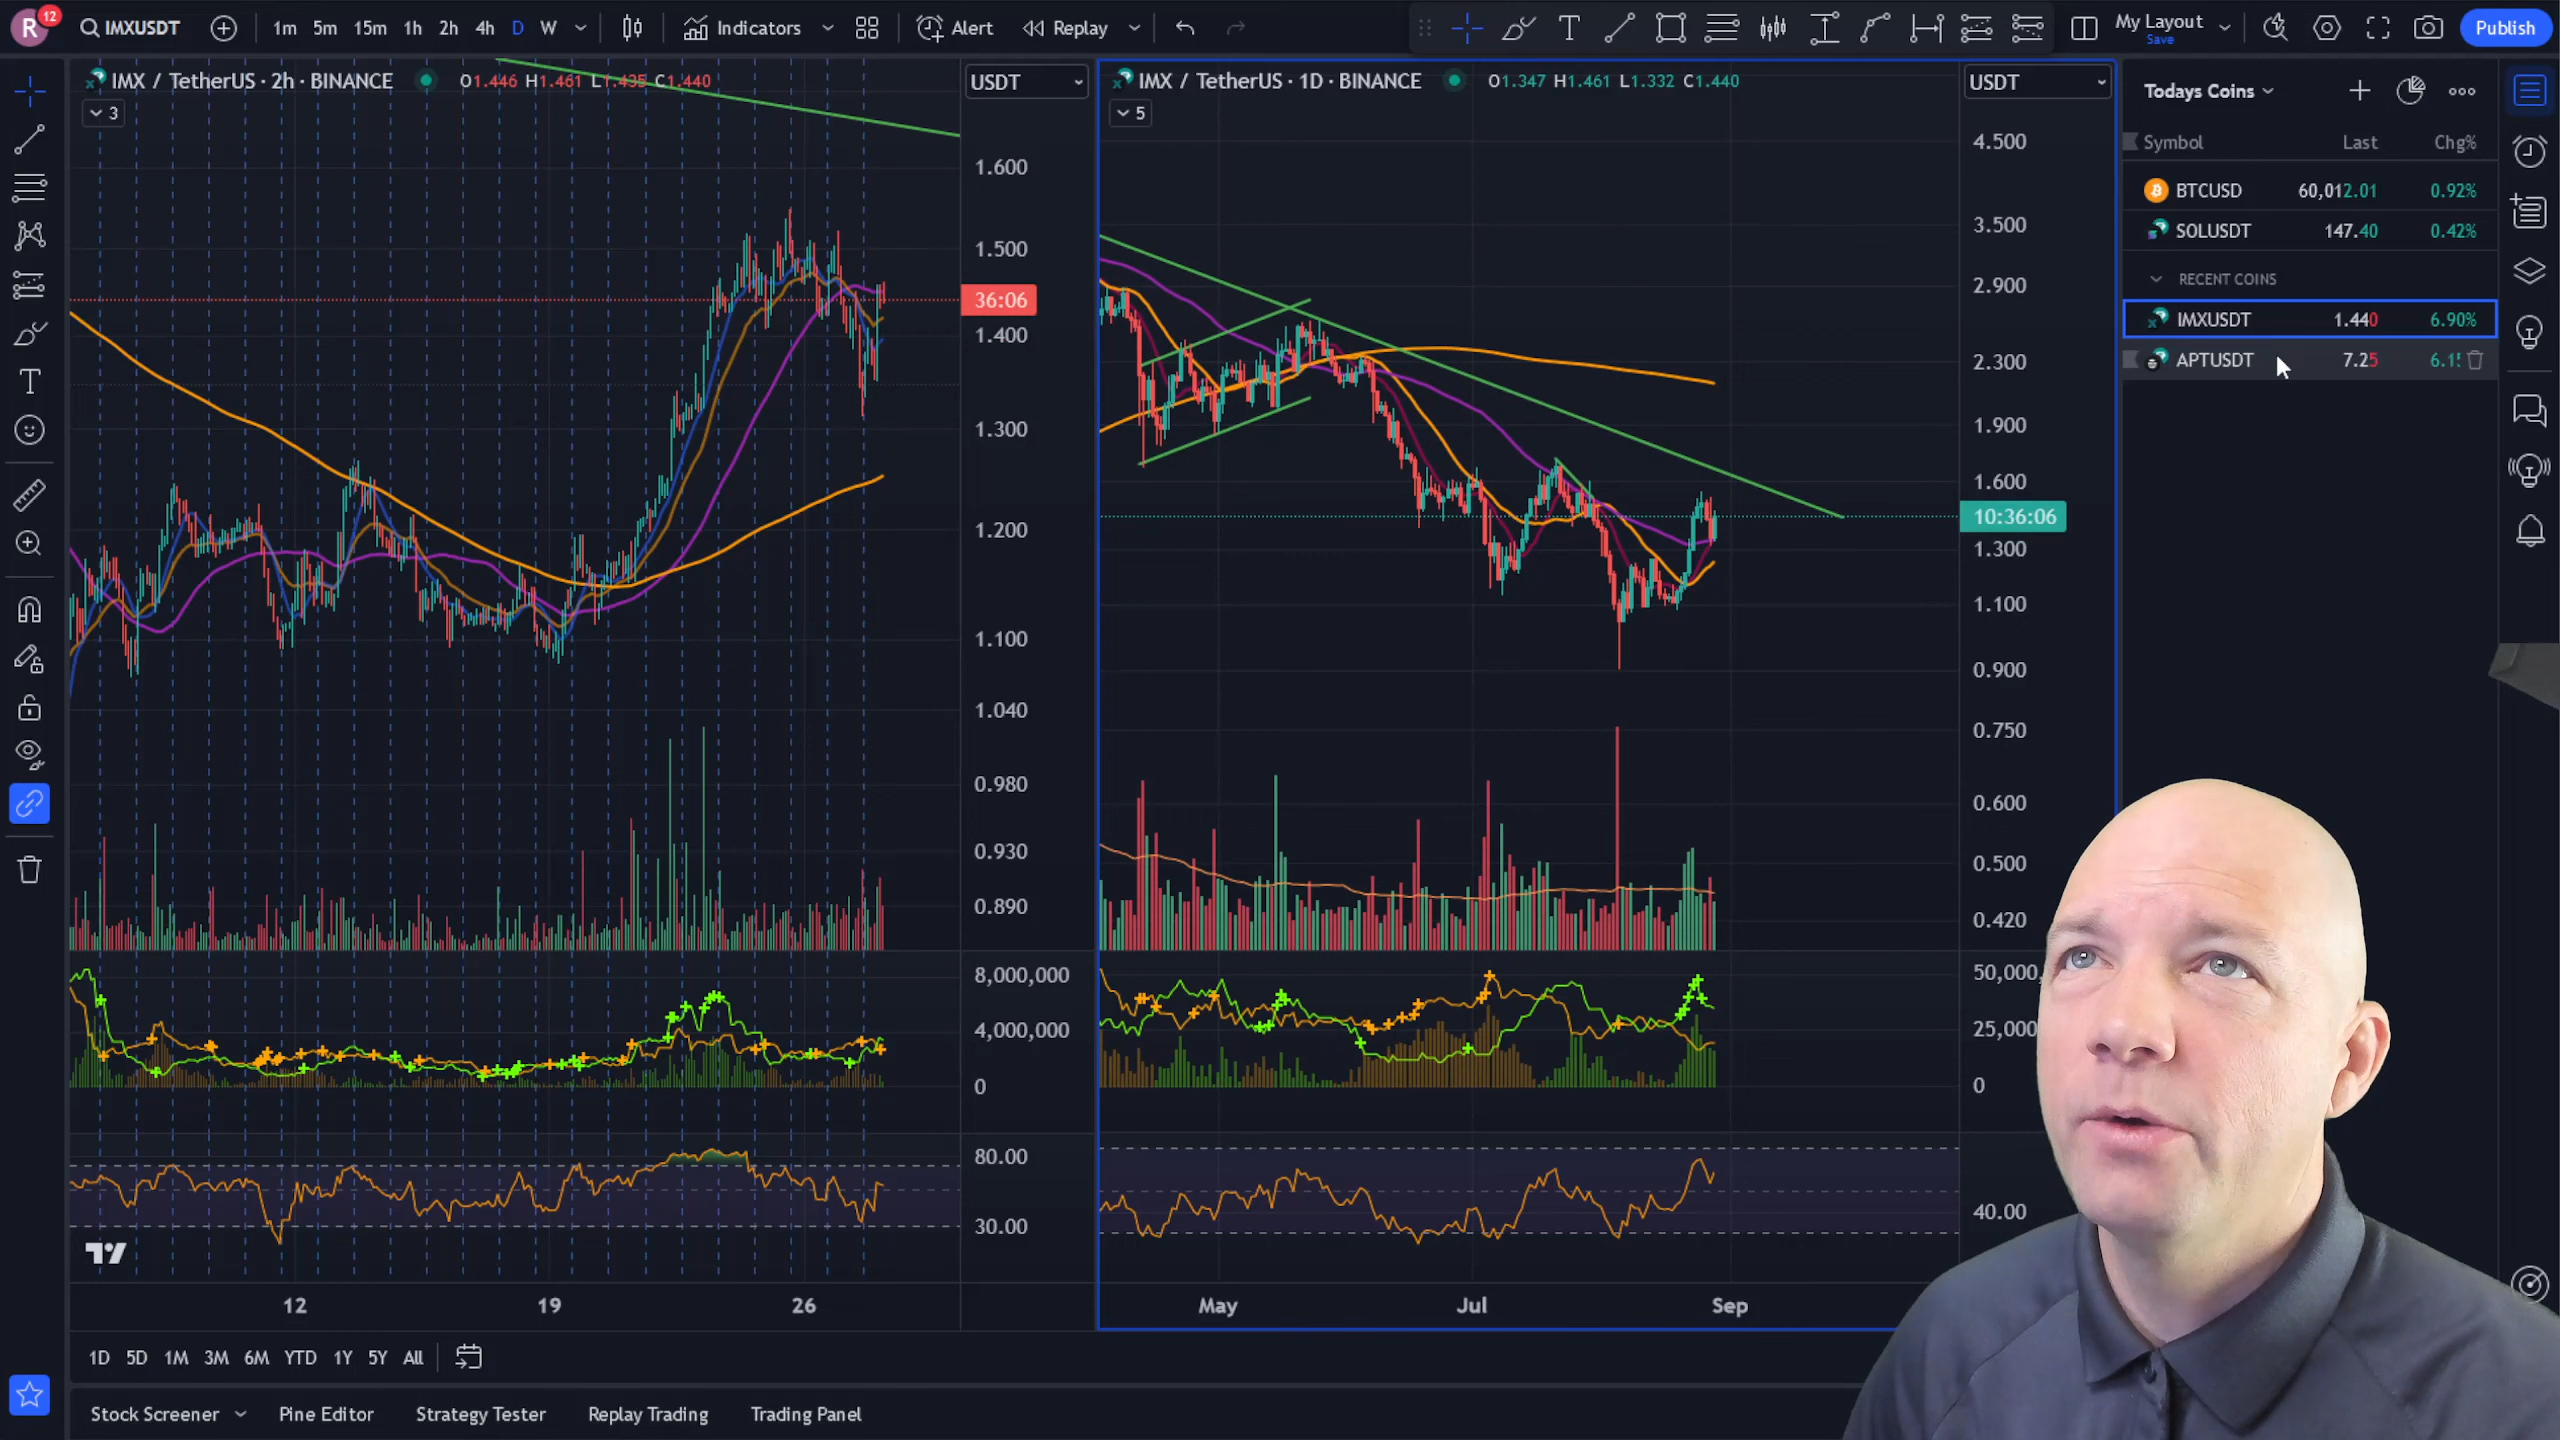 R 12 IMXUSDT 1m 5m 15m 1h 2h 4h D W Indicators Alert Replay My Layout Save Publish
IMX / TetherUS · 2h · BINANCE O1.446 H1.461 L1.435 C1.440 USDT
3
1.600
1.500
36:06
1.400
1.300
1.200
1.100
1.040
0.980
0.930
0.890
8,000,000
4,000,000
0
80.00
30.00
12 19 26
IMX / TetherUS · 1D · BINANCE O1.347 H1.461 L1.332 C1.440 USDT
5
4.500
3.500
2.900
2.300
1.900
1.600
10:36:06
1.300
1.100
0.900
0.750
0.600
0.500
0.420
50,000,
25,000
0
40.00
May Jul Sep
Todays Coins
Symbol Last Chg%
BTCUSD 60,012.01 0.92%
SOLUSDT 147.40 0.42%
RECENT COINS
IMXUSDT 1.440 6.90%
APTUSDT 7.25
1D 5D 1M 3M 6M YTD 1Y 5Y All
Stock Screener Pine Editor Strategy Tester Replay Trading Trading Panel